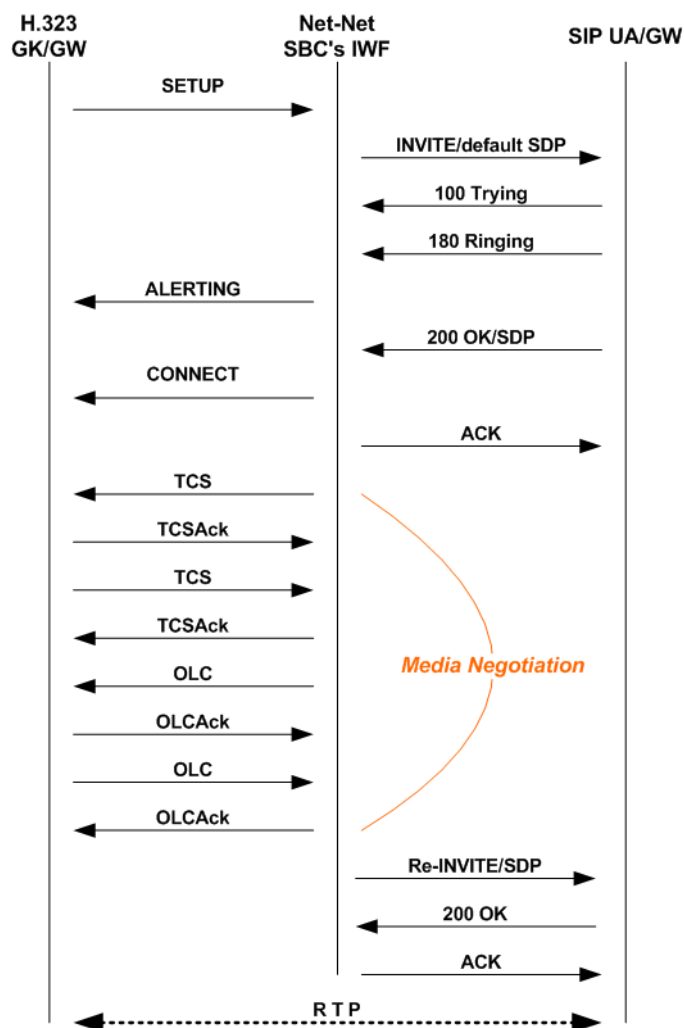 H.323
GK/GW
Net-Net
SBC's IWF
SIP UA/GW
SETUP
INVITE/default SDP
100 Trying
180 Ringing
ALERTING
200 OK/SDP
CONNECT
ACK
TCS
TCSAck
TCS
TCSAck
Media Negotiation
OLC
OLCAck
OLC
OLCAck
Re-INVITE/SDP
200 OK
ACK
R T P